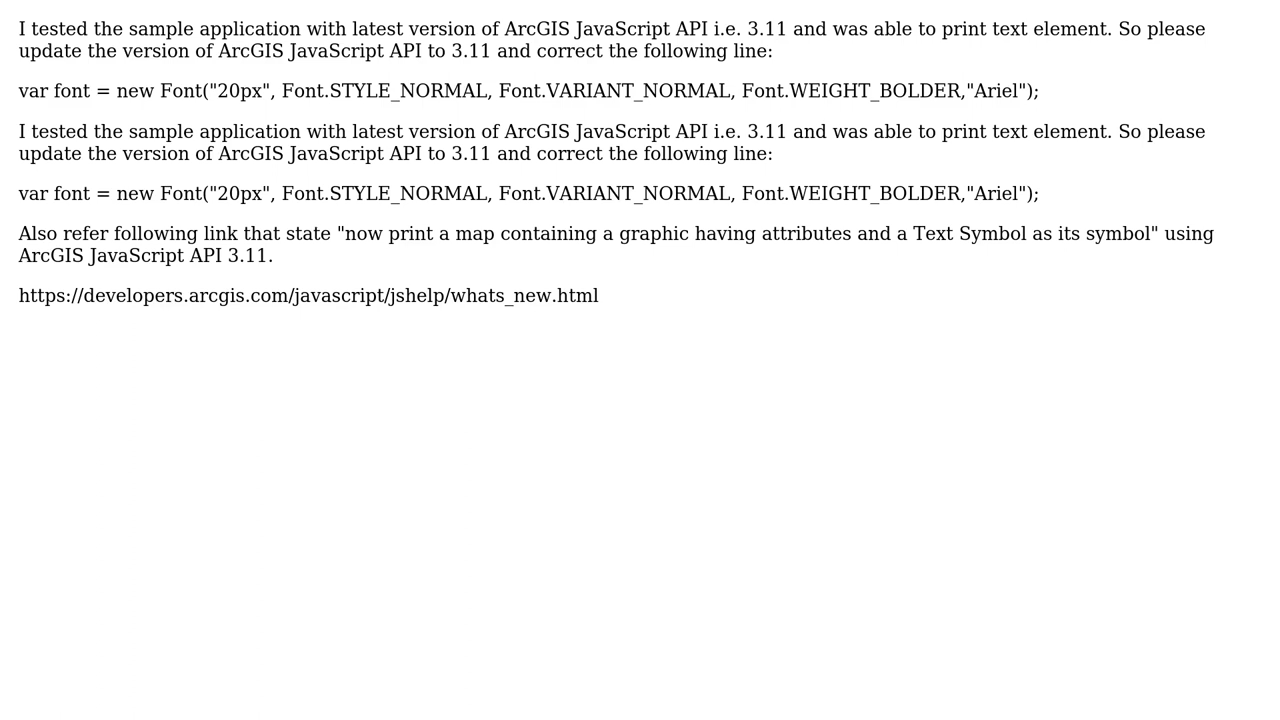 I tested the sample application with latest version of ArcGIS JavaScript API i.e. 3.11 and was able to print text element. So please
update the version of ArcGIS JavaScript API to 3.11 and correct the following line:
var font = new Font("20px", Font.STYLE_NORMAL, Font.VARIANT_NORMAL, Font.WEIGHT_BOLDER,"Ariel");
I tested the sample application with latest version of ArcGIS JavaScript API i.e. 3.11 and was able to print text element. So please
update the version of ArcGIS JavaScript API to 3.11 and correct the following line:
var font = new Font("20px", Font.STYLE_NORMAL, Font.VARIANT_NORMAL, Font.WEIGHT_BOLDER,"Ariel");
Also refer following link that state "now print a map containing a graphic having attributes and a Text Symbol as its symbol" using
ArcGIS JavaScript API 3.11.
https://developers.arcgis.com/javascript/jshelp/whats_new.html